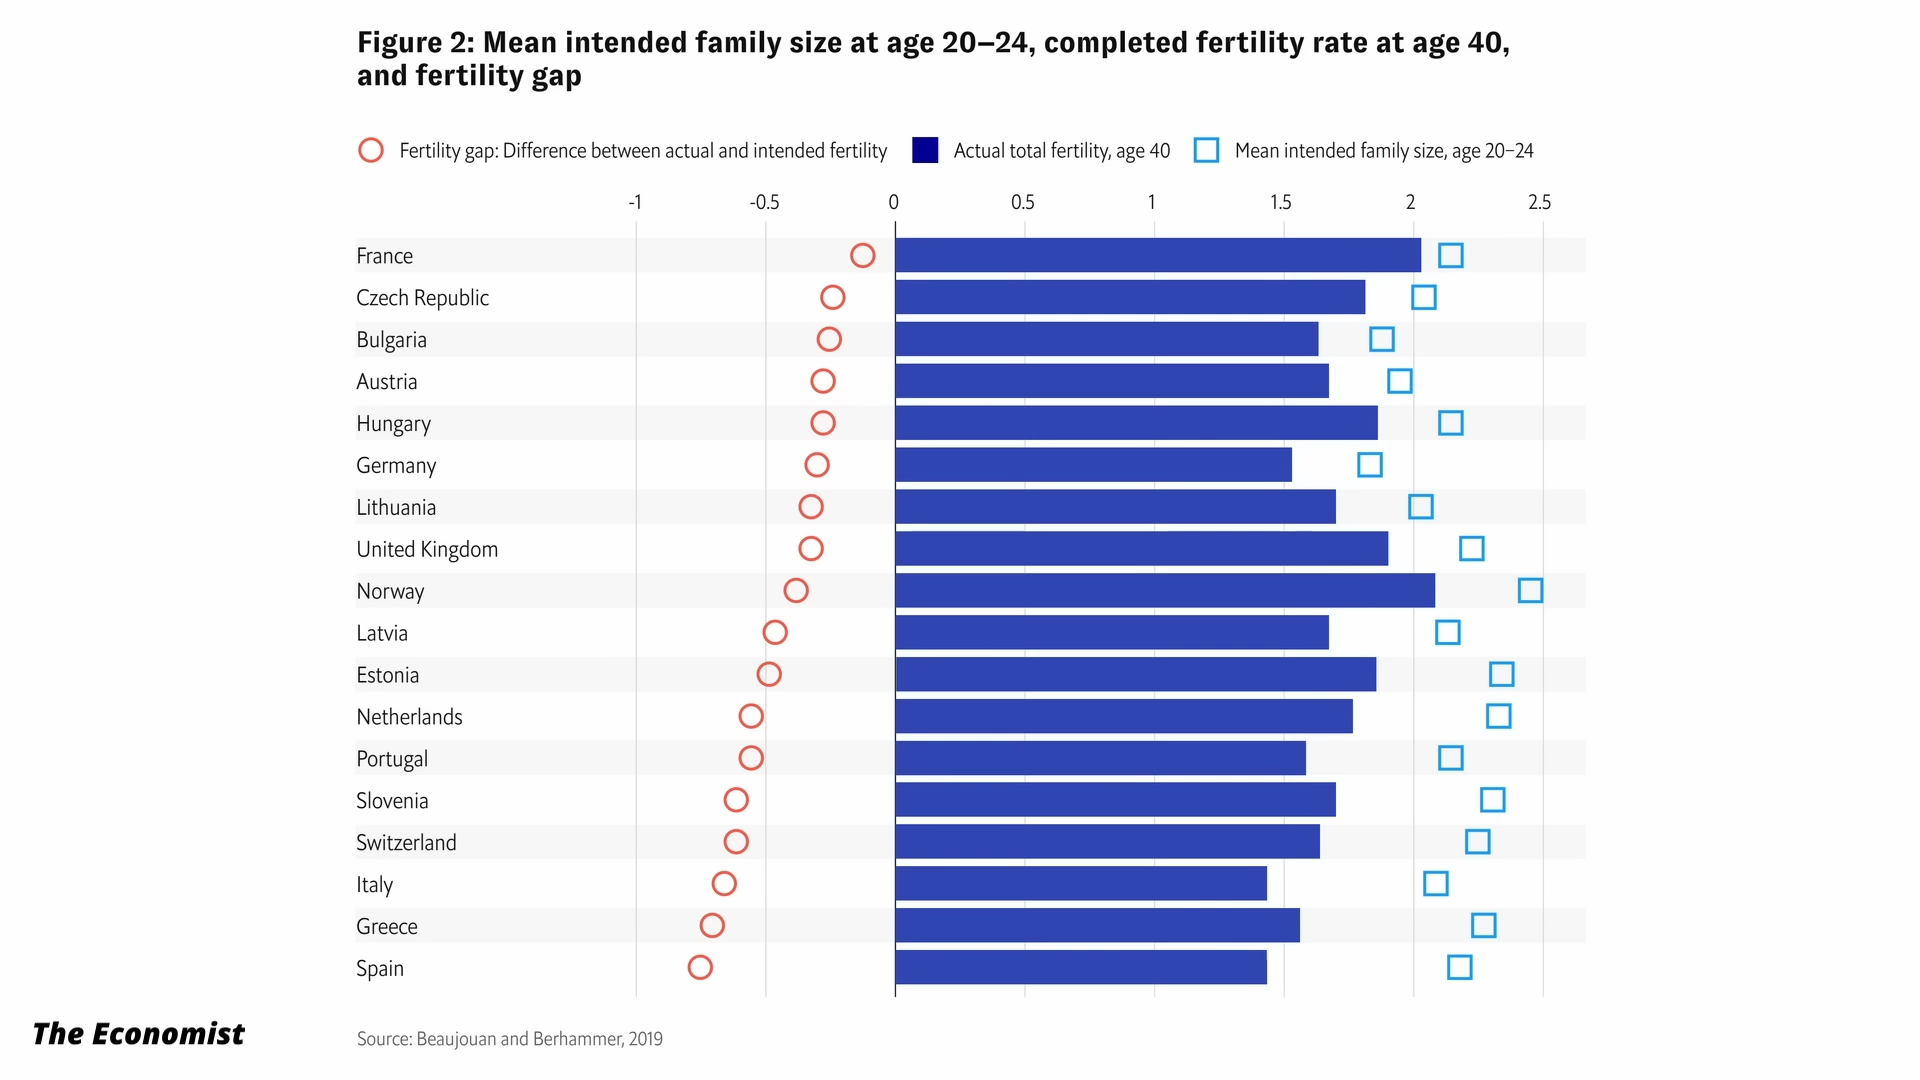 Figure 2: Mean intended family size at age 20–24, completed fertility rate at age 40,
and fertility gap
Fertility gap: Difference between actual and intended fertility
Actual total fertility, age 40
Mean intended family size, age 20–24
-1 -0.5 0 0.5 1 1.5 2 2.5
France
Czech Republic
Bulgaria
Austria
Hungary
Germany
Lithuania
United Kingdom
Norway
Latvia
Estonia
Netherlands
Portugal
Slovenia
Switzerland
Italy
Greece
Spain
The Economist
Source: Beaujouan and Berhammer, 2019